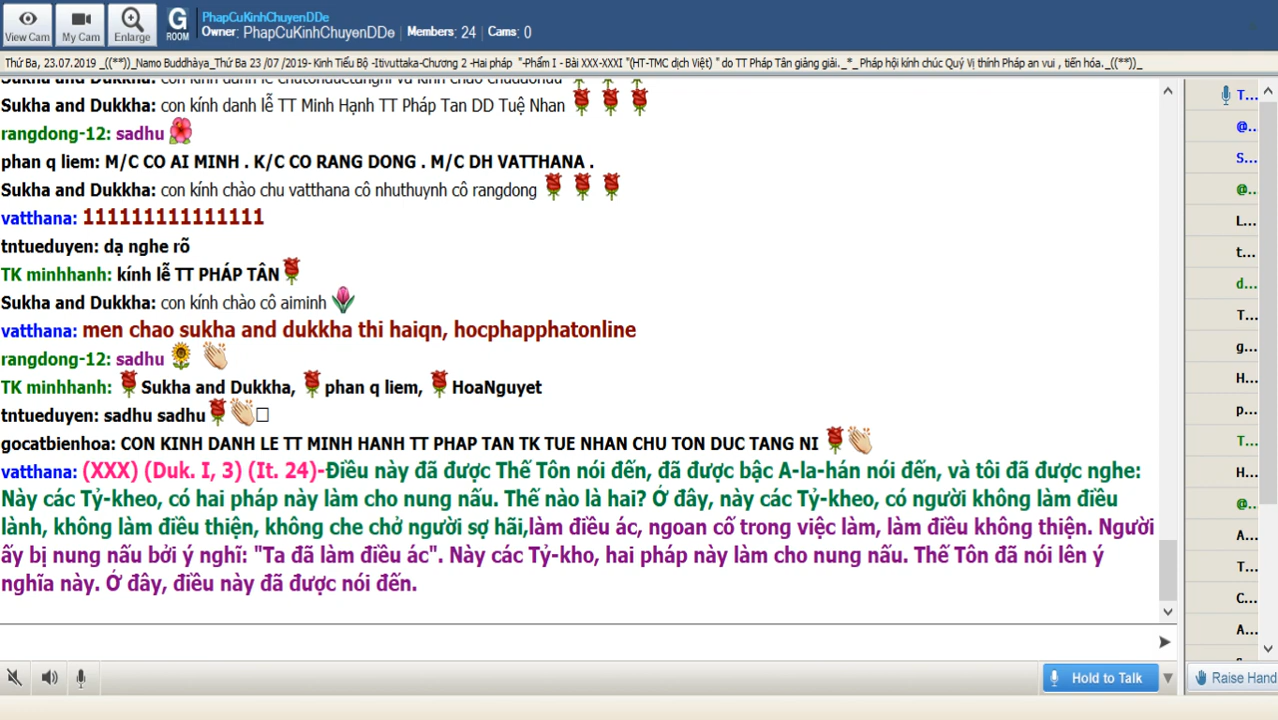 View Cam
My Cam
Enlarge
G
ROOM
PhapCuKinhChuyenDDe
Owner: PhapCuKinhChuyenDDe | Members: 24 | Cams: 0
Thứ Ba, 23.07.2019 _((**))_Namo Buddhàya_Thứ Ba 23 /07 /2019- Kinh Tiểu Bộ -Itivuttaka-Chương 2 -Hai pháp "-Phẩm I - Bài XXX-XXXI "(HT-TMC dịch Việt) " do TT Pháp Tân giảng giải._*_ Pháp hội kính chúc Quý Vị thính Pháp an vui , tiến hóa._((**))_
Sukha and Dukkha: con kính danh lễ TT Minh Hạnh TT Pháp Tan DD Tuệ Nhan
rangdong-12: sadhu
phan q liem: M/C CO AI MINH . K/C CO RANG DONG . M/C DH VATTHANA .
Sukha and Dukkha: con kính chào chu vatthana cô nhuthuynh cô rangdong
vatthana: 111111111111111
tntueduyen: dạ nghe rõ
TK minhhanh: kính lễ TT PHÁP TÂN
Sukha and Dukkha: con kính chào cô aiminh
vatthana: men chao sukha and dukkha thi haiqn, hocphapphatonline
rangdong-12: sadhu
TK minhhanh: Sukha and Dukkha, phan q liem, HoaNguyet
tntueduyen: sadhu sadhu
gocatbienhoa: CON KINH DANH LE TT MINH HANH TT PHAP TAN TK TUE NHAN CHU TON DUC TANG NI
vatthana: (XXX) (Duk. I, 3) (It. 24)-Điều này đã được Thế Tôn nói đến, đã được bậc A-la-hán nói đến, và tôi đã được nghe:
Này các Tỷ-kheo, có hai pháp này làm cho nung nấu. Thế nào là hai? Ở đây, này các Tỷ-kheo, có người không làm điều
lành, không làm điều thiện, không che chở người sợ hãi,làm điều ác, ngoan cố trong việc làm, làm điều không thiện. Người
ấy bị nung nấu bởi ý nghĩ: "Ta đã làm điều ác". Này các Tỷ-kho, hai pháp này làm cho nung nấu. Thế Tôn đã nói lên ý
nghĩa này. Ở đây, điều này đã được nói đến.
T...
@..
S...
@..
L...
t...
d...
T...
g...
H...
p...
T...
H...
@..
A...
T...
C...
A...
Hold to Talk
Raise Hand